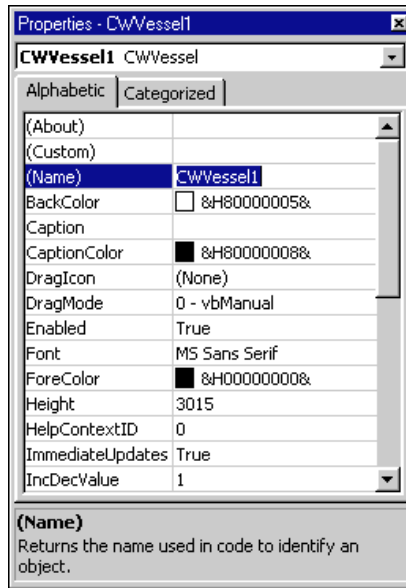 Properties - CWVessel1
CWVessel1 CWVessel
Alphabetic Categorized
(About)
(Custom)
(Name) CWVessel1
BackColor &H80000005&
Caption
CaptionColor &H80000008&
DragIcon (None)
DragMode 0 - vbManual
Enabled True
Font MS Sans Serif
ForeColor &H00000000&
Height 3015
HelpContextID 0
ImmediateUpdates True
IncDecValue 1
(Name)
Returns the name used in code to identify an
object.